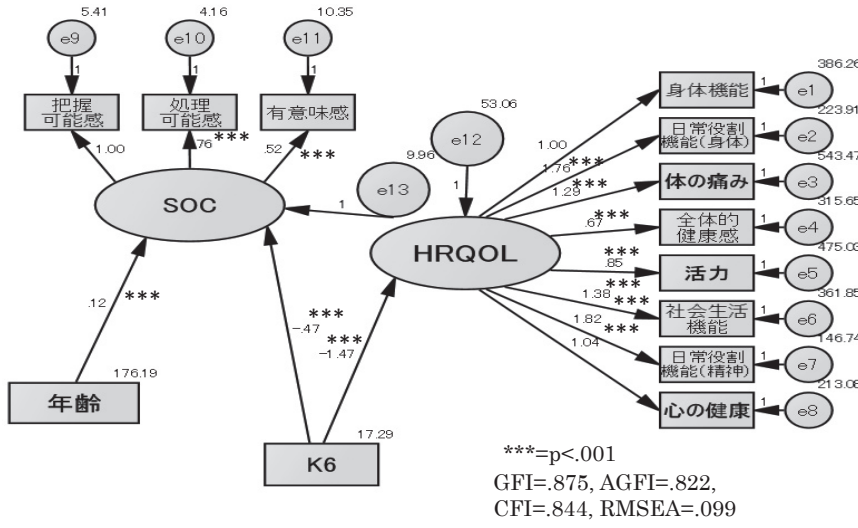 5.41
4.16
10.35
e9
e10
e11
1
1
1
把握
可能感
処理
可能感
有意味感
1.00
.76 ***
.52
***
SOC
9.96
e13
1
53.06
e12
1
HRQOL
386.26
身体機能
1
e1
223.91
日常役割
機能(身体)
1
e2
543.47
体の痛み
1
e3
315.65
全体的
健康感
1
e4
475.03
活力
1
e5
361.85
社会生活
機能
1
e6
146.74
日常役割
機能(精神)
1
e7
213.06
心の健康
1
e8
1.00
1.76 ***
1.29 ***
.67 ***
.85 ***
1.38 ***
1.82 ***
1.04 ***
.12 ***
-.47 ***
-1.47 ***
176.19
年齢
17.29
K6
***=p<.001
GFI=.875, AGFI=.822,
CFI=.844, RMSEA=.099